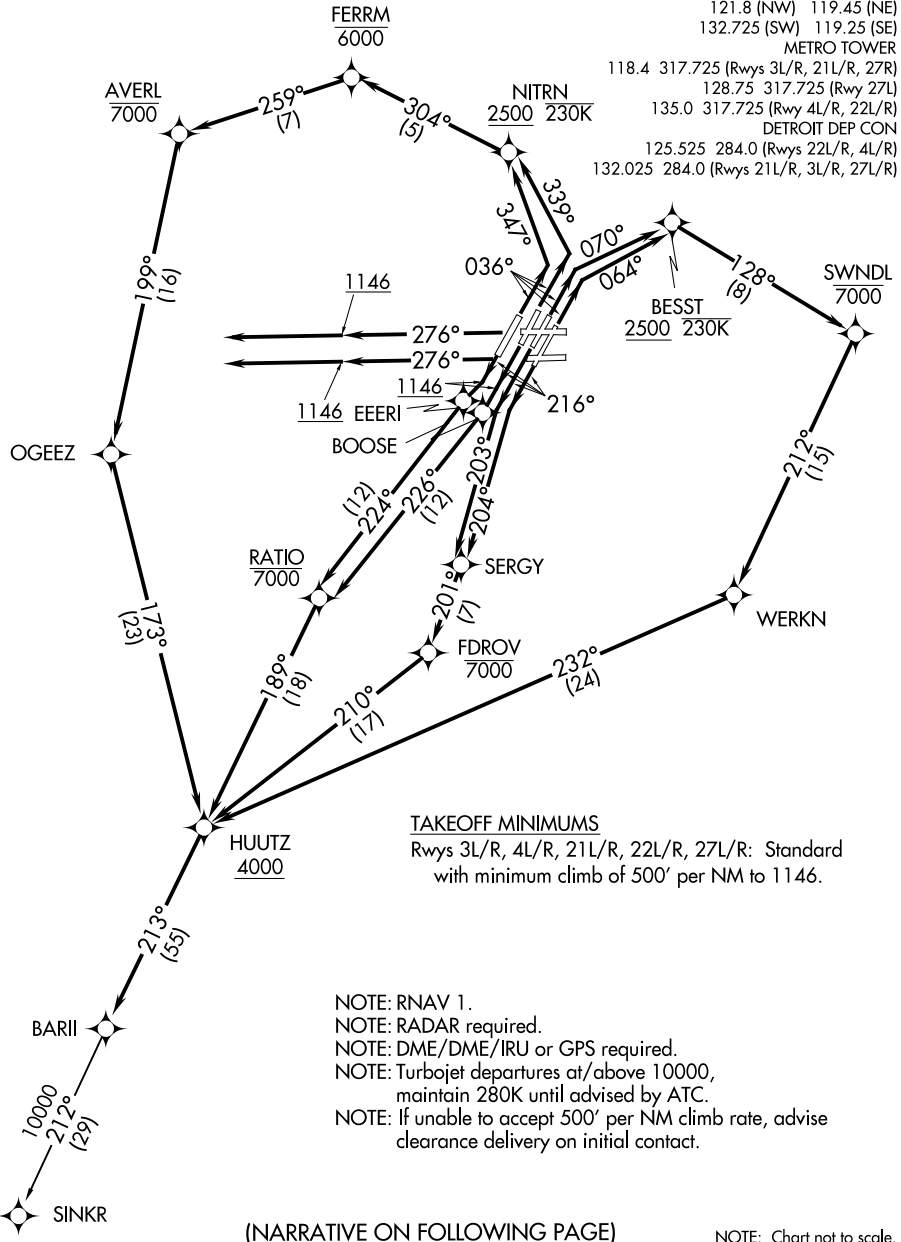 121.8 (NW) 119.45 (NE)
132.725 (SW) 119.25 (SE)
METRO TOWER
118.4 317.725 (Rwys 3L/R, 21L/R, 27R)
128.75 317.725 (Rwy 27L)
135.0 317.725 (Rwy 4L/R, 22L/R)
DETROIT DEP CON
125.525 284.0 (Rwys 22L/R, 4L/R)
132.025 284.0 (Rwys 21L/R, 3L/R, 27L/R)
FERRM
6000
AVERL
7000
259°
(7)
304°
(5)
NITRN
2500 230K
339°
347°
036°
070°
064°
BESST
2500 230K
128°
(8)
SWNDL
7000
199°
(16)
1146
276°
276°
1146
1146
EEERI
BOOSE
216°
OGEEZ
203°
204°
(12)
224°
226°
(12)
212°
(15)
RATIO
7000
SERGY
201°
(7)
WERKN
173°
(23)
FDROV
7000
189°
(18)
210°
(17)
232°
(24)
HUUTZ
4000
TAKEOFF MINIMUMS
Rwys 3L/R, 4L/R, 21L/R, 22L/R, 27L/R: Standard
with minimum climb of 500' per NM to 1146.
213°
(55)
BARII
NOTE: RNAV 1.
NOTE: RADAR required.
NOTE: DME/DME/IRU or GPS required.
NOTE: Turbojet departures at/above 10000,
maintain 280K until advised by ATC.
NOTE: If unable to accept 500' per NM climb rate, advise
clearance delivery on initial contact.
10000
212°
(29)
SINKR
(NARRATIVE ON FOLLOWING PAGE)
NOTE: Chart not to scale.